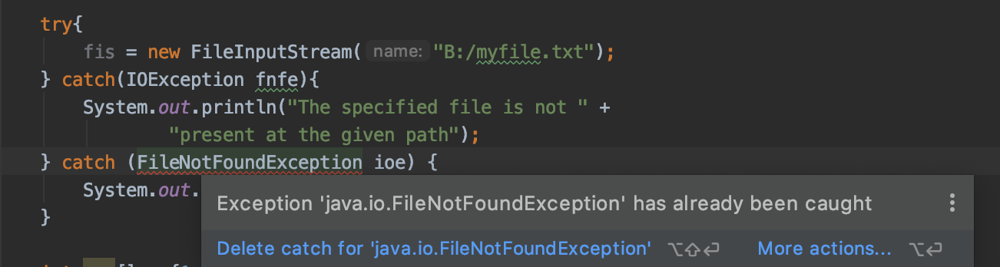 try{
fis = new FileInputStream( name: "B:/myfile.txt");
} catch(IOException fnfe){
System.out.println("The specified file is not " +
"present at the given path");
} catch (FileNotFoundException ioe) {
System.out.
Exception 'java.io.FileNotFoundException' has already been caught
}
Delete catch for 'java.io.FileNotFoundException' ⌥⇧⏎ More actions... ⌥⏎